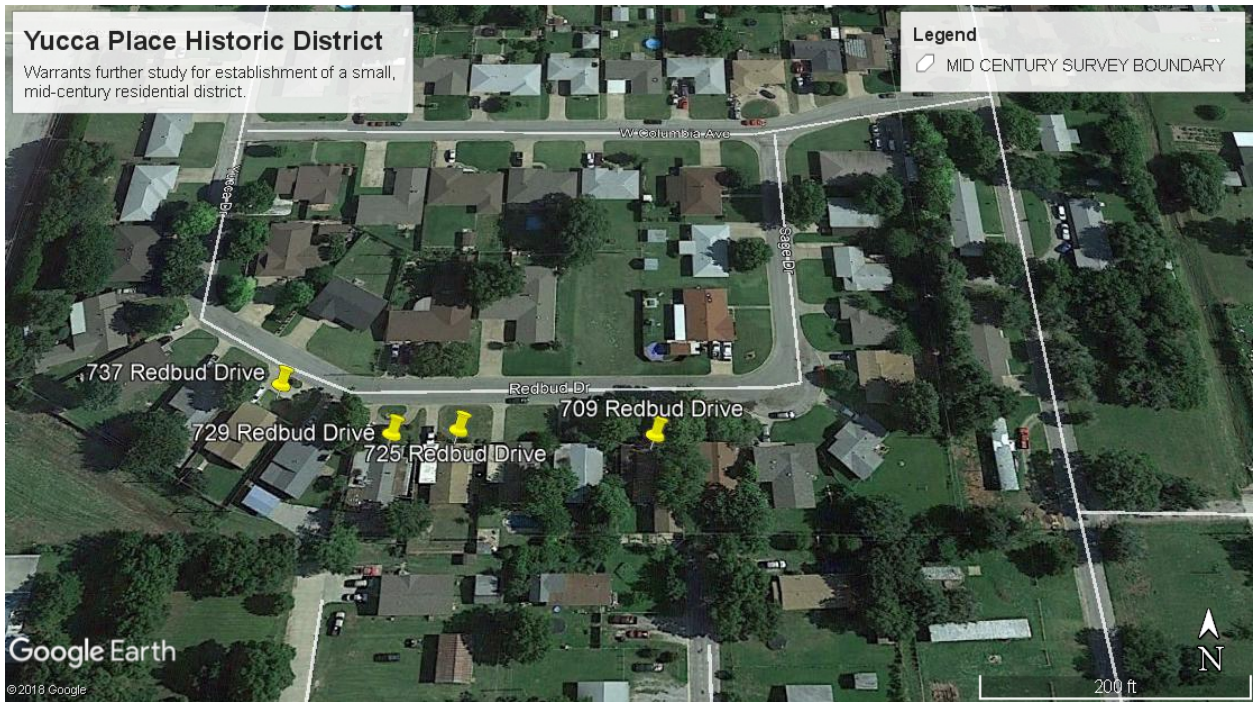 Yucca Place Historic District
Warrants further study for establishment of a small,
mid-century residential district.
Legend
MID CENTURY SURVEY BOUNDARY
W Columbia Ave
Yucca Dr
Sage Dr
737 Redbud Drive
Redbud Dr
709 Redbud Drive
729 Redbud Drive
725 Redbud Drive
Google Earth
© 2018 Google
N
200 ft